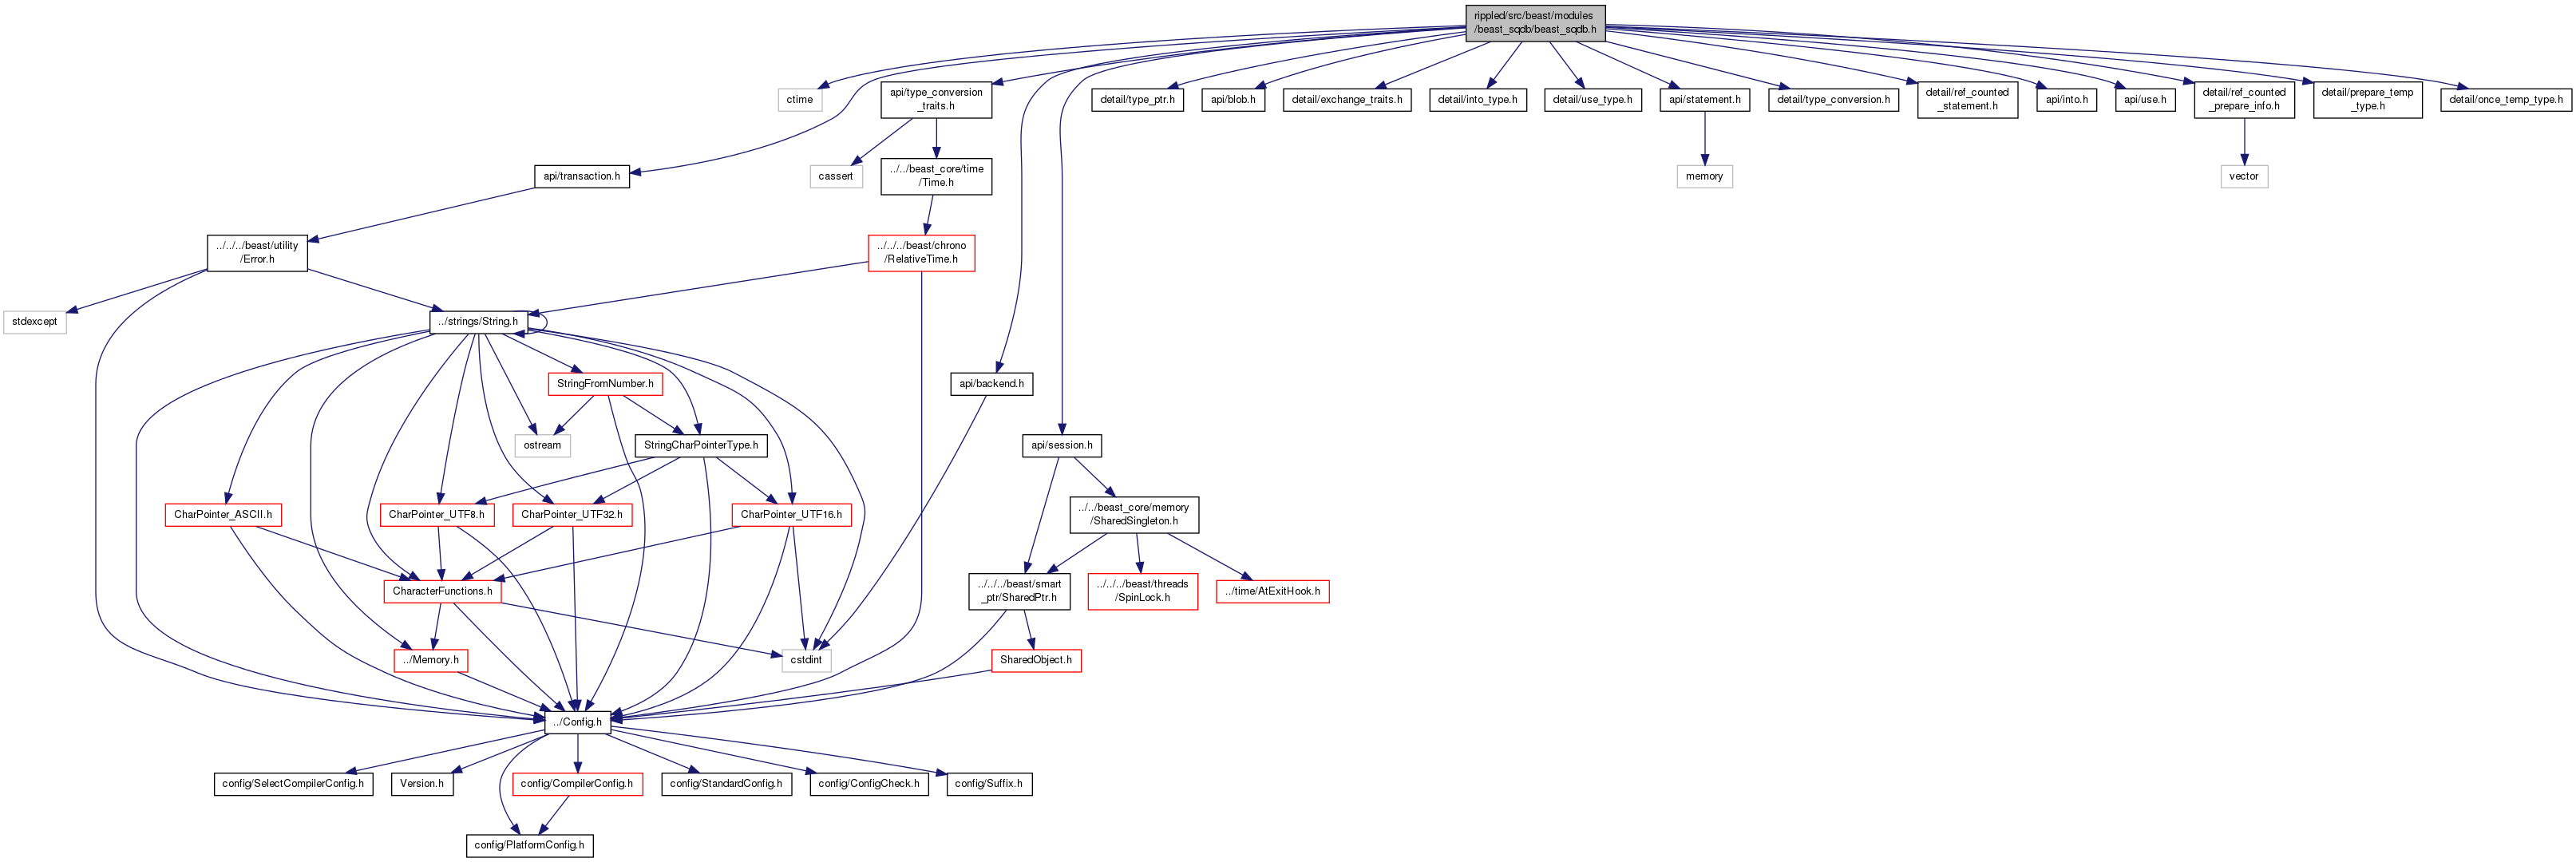 rippled/src/beast/modules
/beast_sqdb/beast_sqdb.h
ctime
api/type_conversion
_traits.h
detail/type_ptr.h
api/blob.h
detail/exchange_traits.h
detail/into_type.h
detail/use_type.h
api/statement.h
detail/type_conversion.h
detail/ref_counted
_statement.h
api/into.h
api/use.h
detail/ref_counted
_prepare_info.h
detail/prepare_temp
_type.h
detail/once_temp_type.h
api/transaction.h
cassert
../../beast_core/time
/Time.h
memory
vector
../../../beast/utility
/Error.h
../../../beast/chrono
/RelativeTime.h
stdexcept
../strings/String.h
StringFromNumber.h
api/backend.h
ostream
StringCharPointerType.h
api/session.h
CharPointer_ASCII.h
CharPointer_UTF8.h
CharPointer_UTF32.h
CharPointer_UTF16.h
../../beast_core/memory
/SharedSingleton.h
CharacterFunctions.h
../../../beast/smart
_ptr/SharedPtr.h
../../../beast/threads
/SpinLock.h
../time/AtExitHook.h
../Memory.h
cstdint
SharedObject.h
../Config.h
config/SelectCompilerConfig.h
Version.h
config/CompilerConfig.h
config/StandardConfig.h
config/ConfigCheck.h
config/Suffix.h
config/PlatformConfig.h